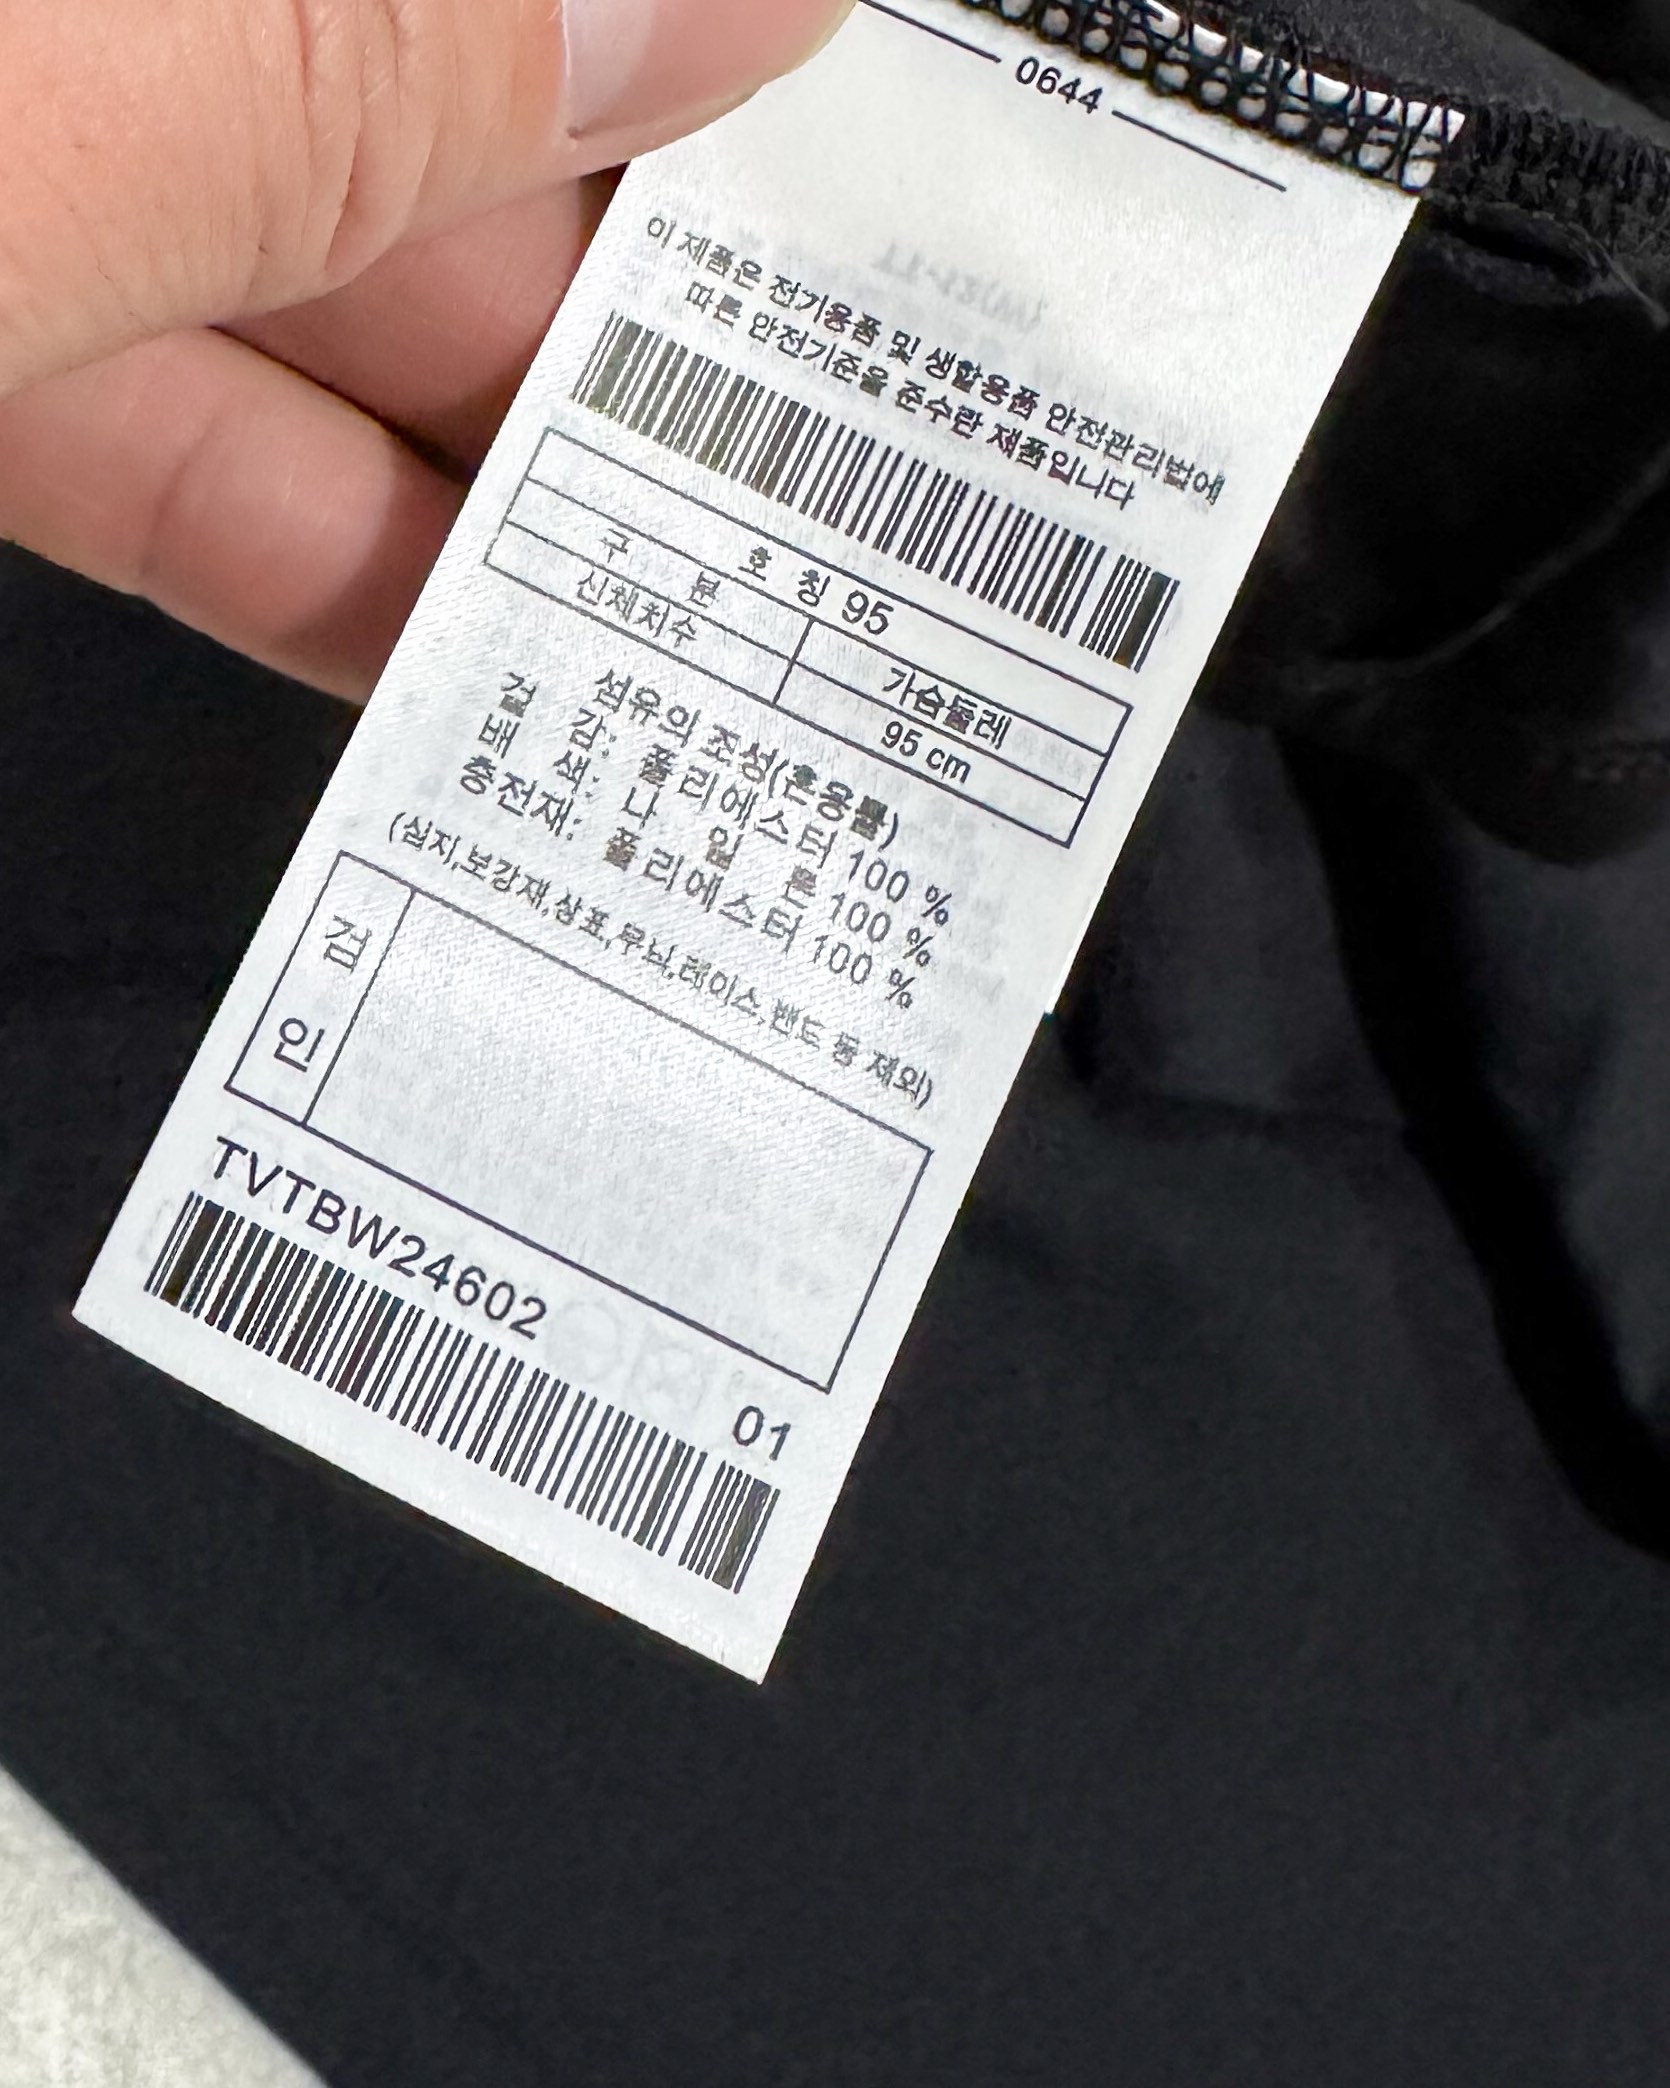 0644
이 제품은 전기용품 및 생활용품 안전관리법에
따른 안전기준을 준수한 제품입니다
호 칭 95
구 분 가슴둘레
신체치수 95 cm
섬유의 조성(혼용률)
겉 감: 폴리에스터 100 %
배 색: 나 일 론 100 %
충전재: 폴리에스터 100 %
(심지,보강재,상표,무늬,레이스,밴드 등 제외)
검
인
TVTBW24602
01